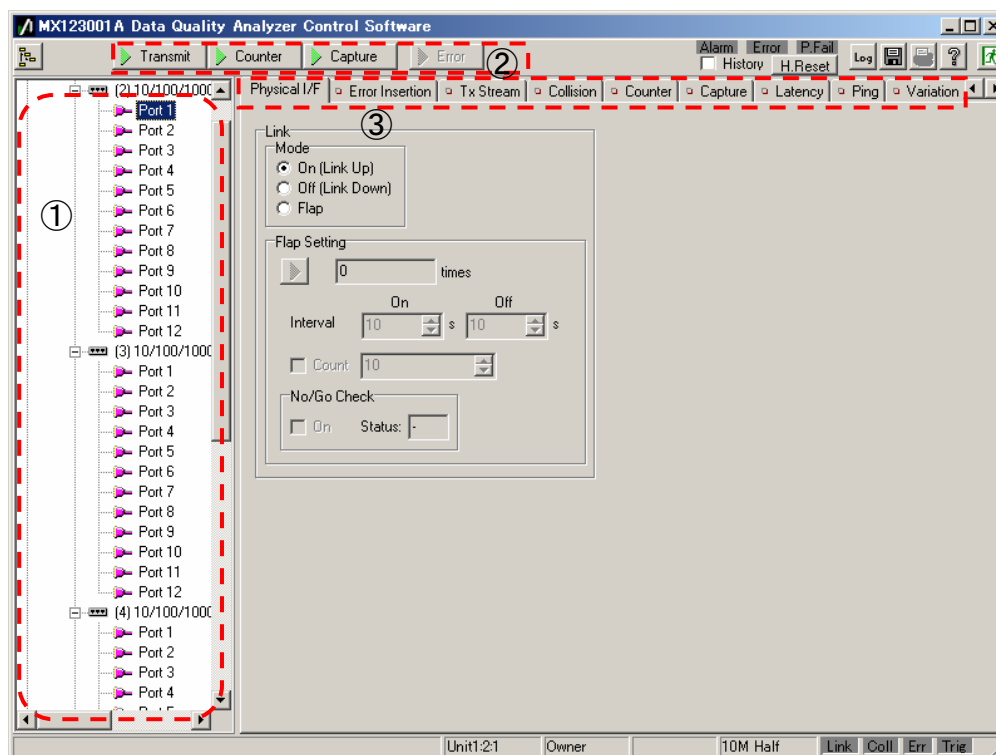 MX123001A Data Quality Analyzer Control Software
Transmit Counter Capture Error ②
Alarm Error P.Fail
History H.Reset Log
Physical I/F Error Insertion Tx Stream Collision Counter Capture Latency Ping Variation
③
①
(2) 10/100/1000
Port 1
Port 2
Port 3
Port 4
Port 5
Port 6
Port 7
Port 8
Port 9
Port 10
Port 11
Port 12
(3) 10/100/1000
Port 1
Port 2
Port 3
Port 4
Port 5
Port 6
Port 7
Port 8
Port 9
Port 10
Port 11
Port 12
(4) 10/100/1000
Port 1
Port 2
Port 3
Port 4
Link
Mode
On (Link Up)
Off (Link Down)
Flap
Flap Setting
0 times
On Off
Interval 10 s 10 s
Count 10
No/Go Check
On Status: -
Unit1:2:1 Owner 10M Half Link Coll Err Trig